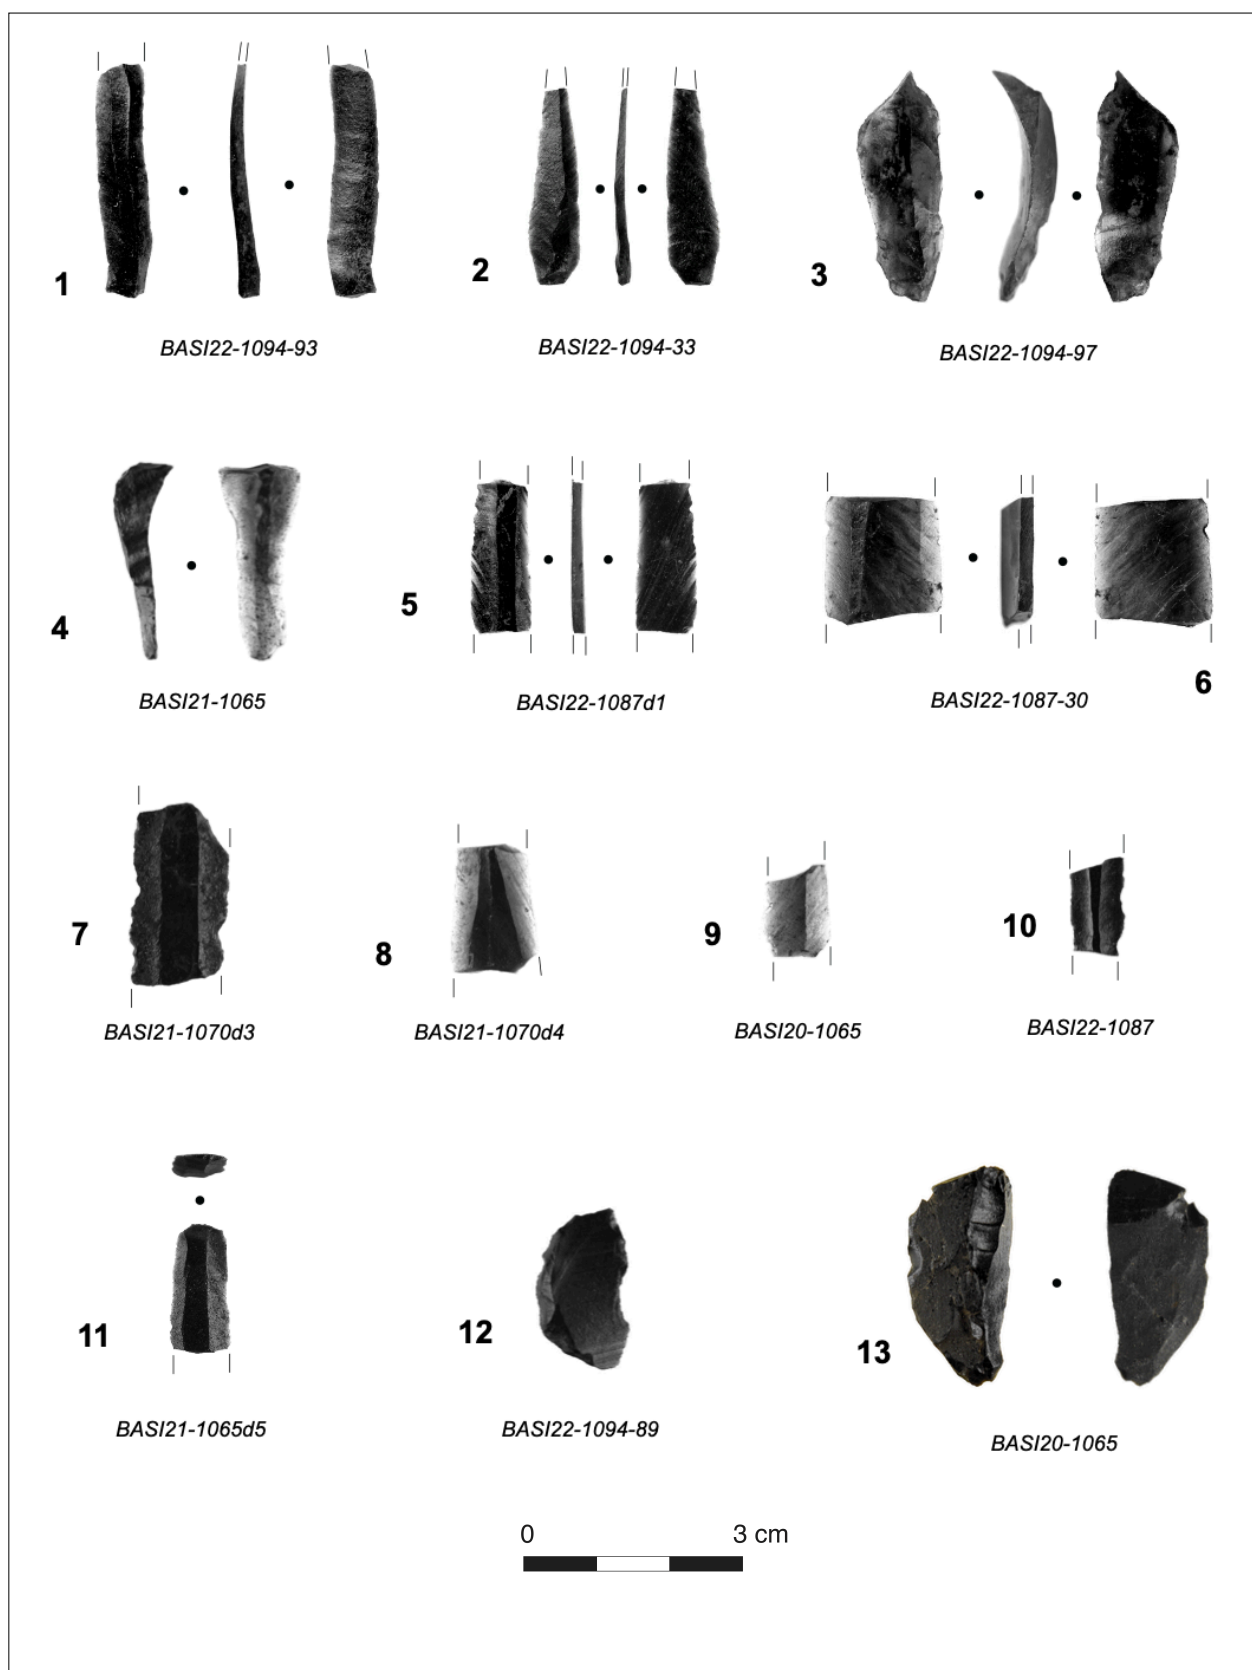 1
2
3
BASI22-1094-93
BASI22-1094-33
BASI22-1094-97
4
5
6
BASI21-1065
BASI22-1087d1
BASI22-1087-30
7
8
9
10
BASI21-1070d3
BASI21-1070d4
BASI20-1065
BASI22-1087
11
12
13
BASI21-1065d5
BASI22-1094-89
BASI20-1065
0 3 cm